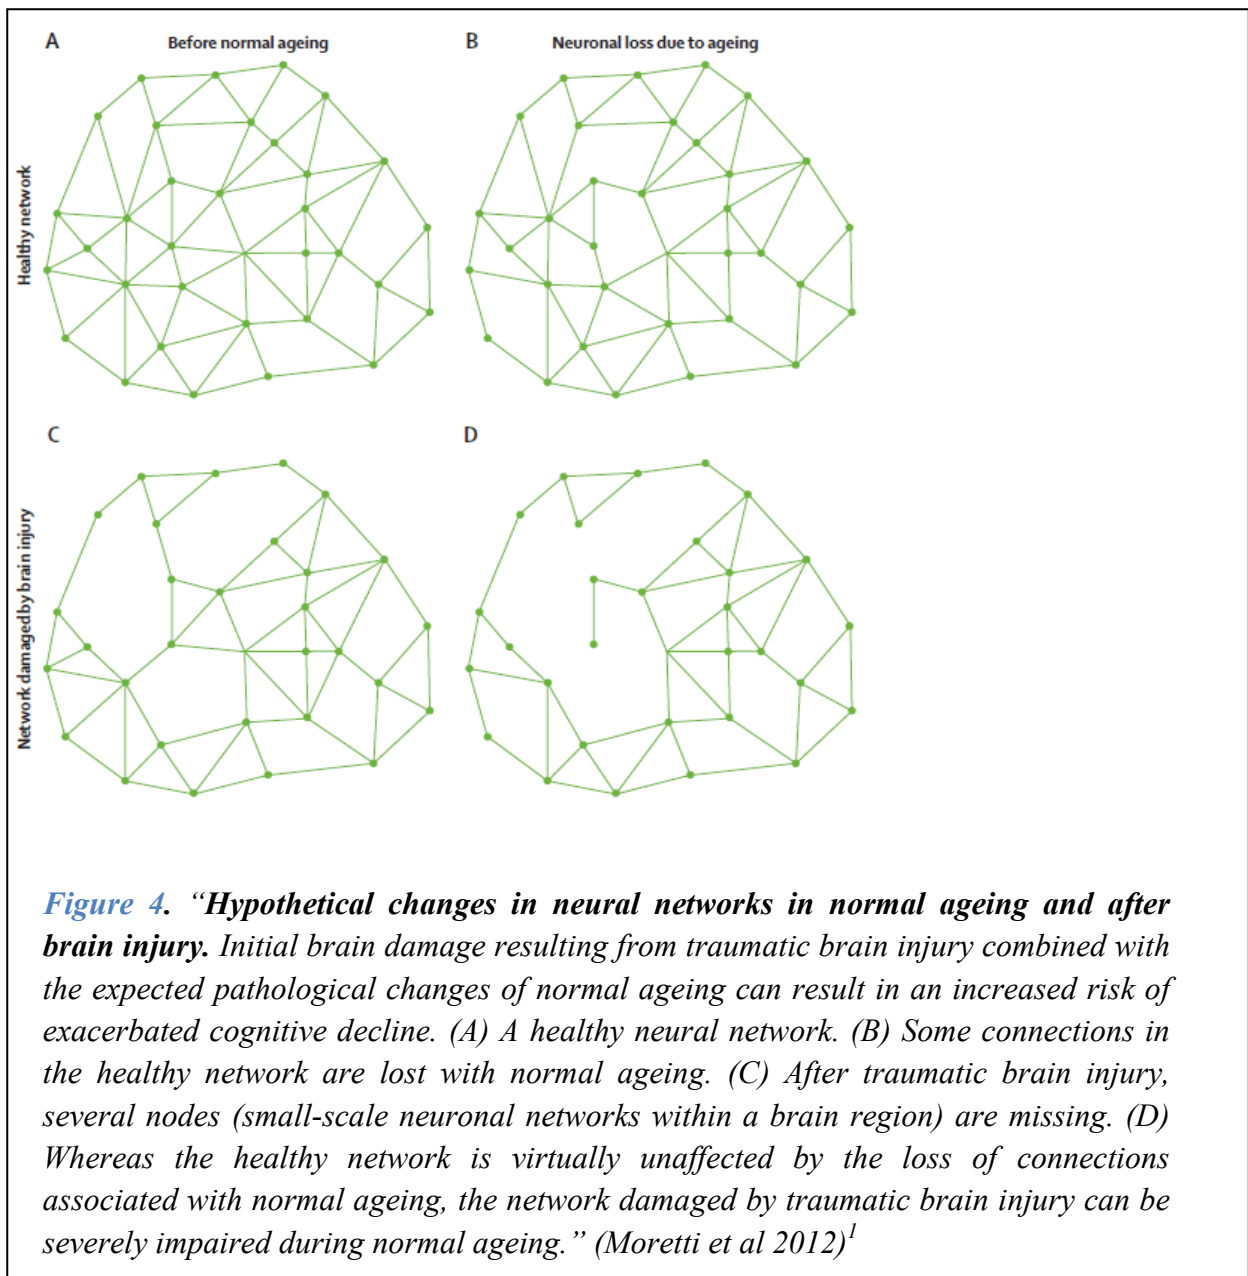 A
Before normal ageing
B
Neuronal loss due to ageing
Healthy network
C
D
Network damaged by brain injury
Figure 4. “Hypothetical changes in neural networks in normal ageing and after
brain injury. Initial brain damage resulting from traumatic brain injury combined with
the expected pathological changes of normal ageing can result in an increased risk of
exacerbated cognitive decline. (A) A healthy neural network. (B) Some connections in
the healthy network are lost with normal ageing. (C) After traumatic brain injury,
several nodes (small-scale neuronal networks within a brain region) are missing. (D)
Whereas the healthy network is virtually unaffected by the loss of connections
associated with normal ageing, the network damaged by traumatic brain injury can be
severely impaired during normal ageing.” (Moretti et al 2012)1